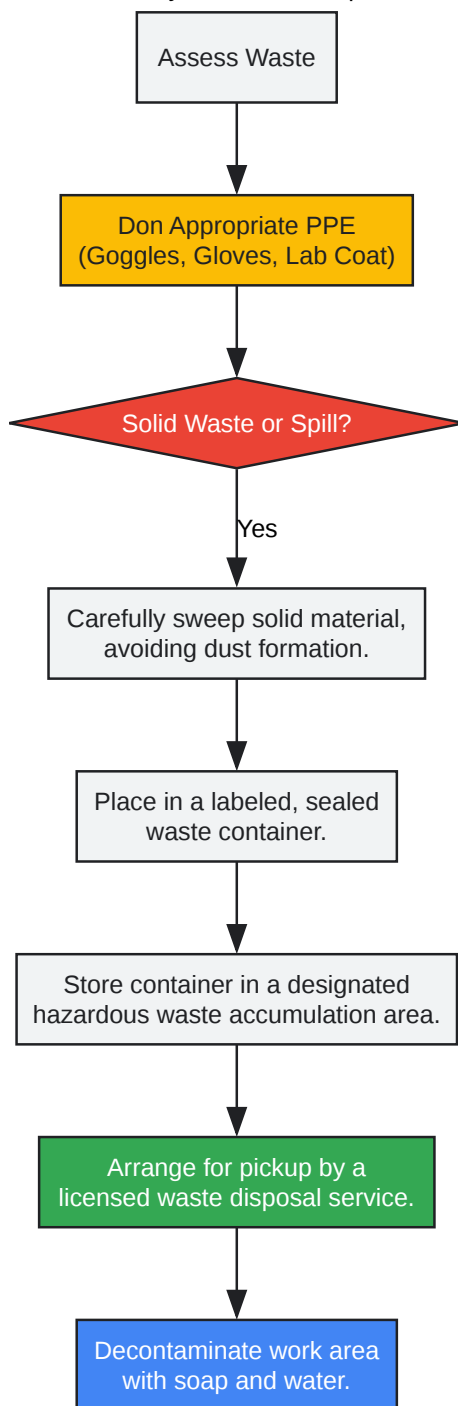 Assess Waste
Don Appropriate PPE
(Goggles, Gloves, Lab Coat)
Solid Waste or Spill?
Yes
Carefully sweep solid material,
avoiding dust formation.
Place in a labeled, sealed
waste container.
Store container in a designated
hazardous waste accumulation area.
Arrange for pickup by a
licensed waste disposal service.
Decontaminate work area
with soap and water.